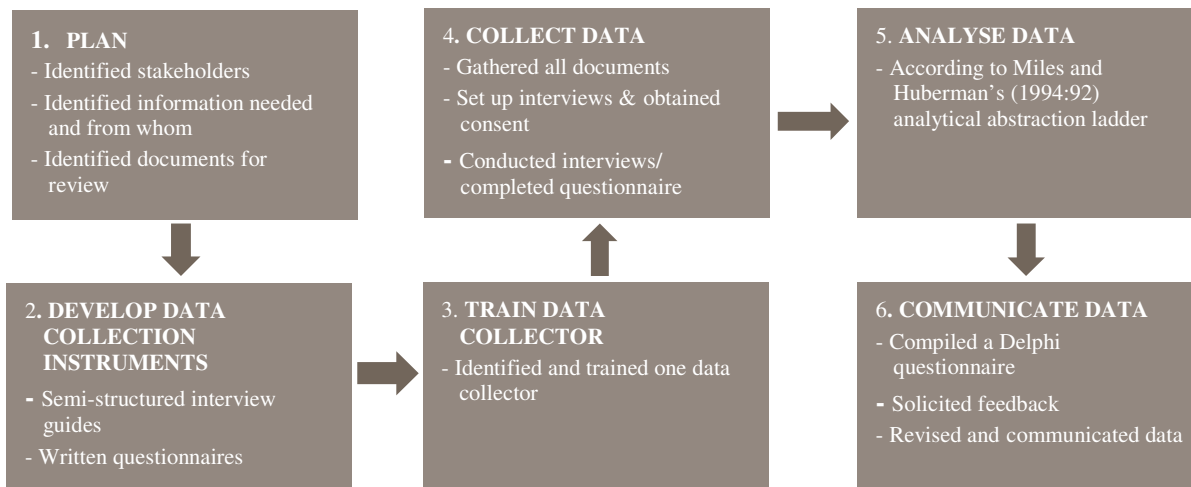 1. PLAN
- Identified stakeholders
- Identified information needed
and from whom
- Identified documents for
review
2. DEVELOP DATA
COLLECTION
INSTRUMENTS
- Semi-structured interview
guides
- Written questionnaires
3. TRAIN DATA
COLLECTOR
- Identified and trained one data
collector
4. COLLECT DATA
- Gathered all documents
- Set up interviews & obtained
consent
- Conducted interviews/
completed questionnaire
5. ANALYSE DATA
- According to Miles and
Huberman's (1994:92)
analytical abstraction ladder
6. COMMUNICATE DATA
- Compiled a Delphi
questionnaire
- Solicited feedback
- Revised and communicated data